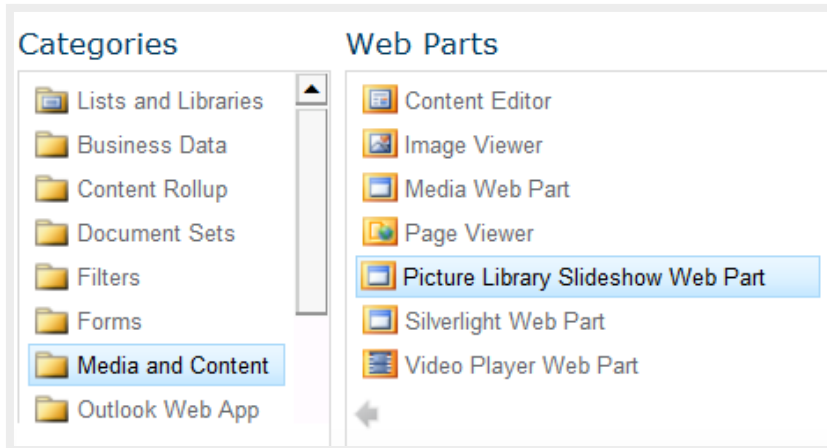 Categories
Lists and Libraries
Business Data
Content Rollup
Document Sets
Filters
Forms
Media and Content
Outlook Web App
Web Parts
Content Editor
Image Viewer
Media Web Part
Page Viewer
Picture Library Slideshow Web Part
Silverlight Web Part
Video Player Web Part